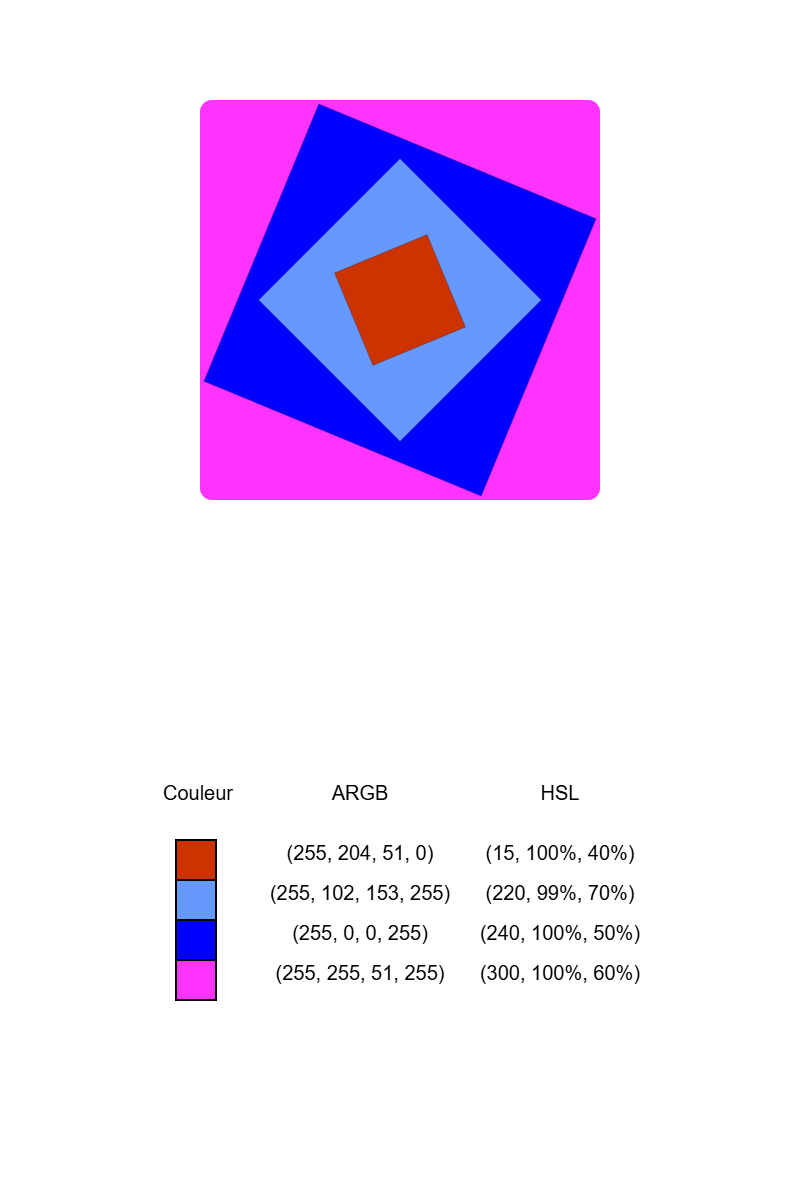 Couleur ARGB HSL
(255, 204, 51, 0) (15, 100%, 40%)
(255, 102, 153, 255) (220, 99%, 70%)
(255, 0, 0, 255) (240, 100%, 50%)
(255, 255, 51, 255) (300, 100%, 60%)